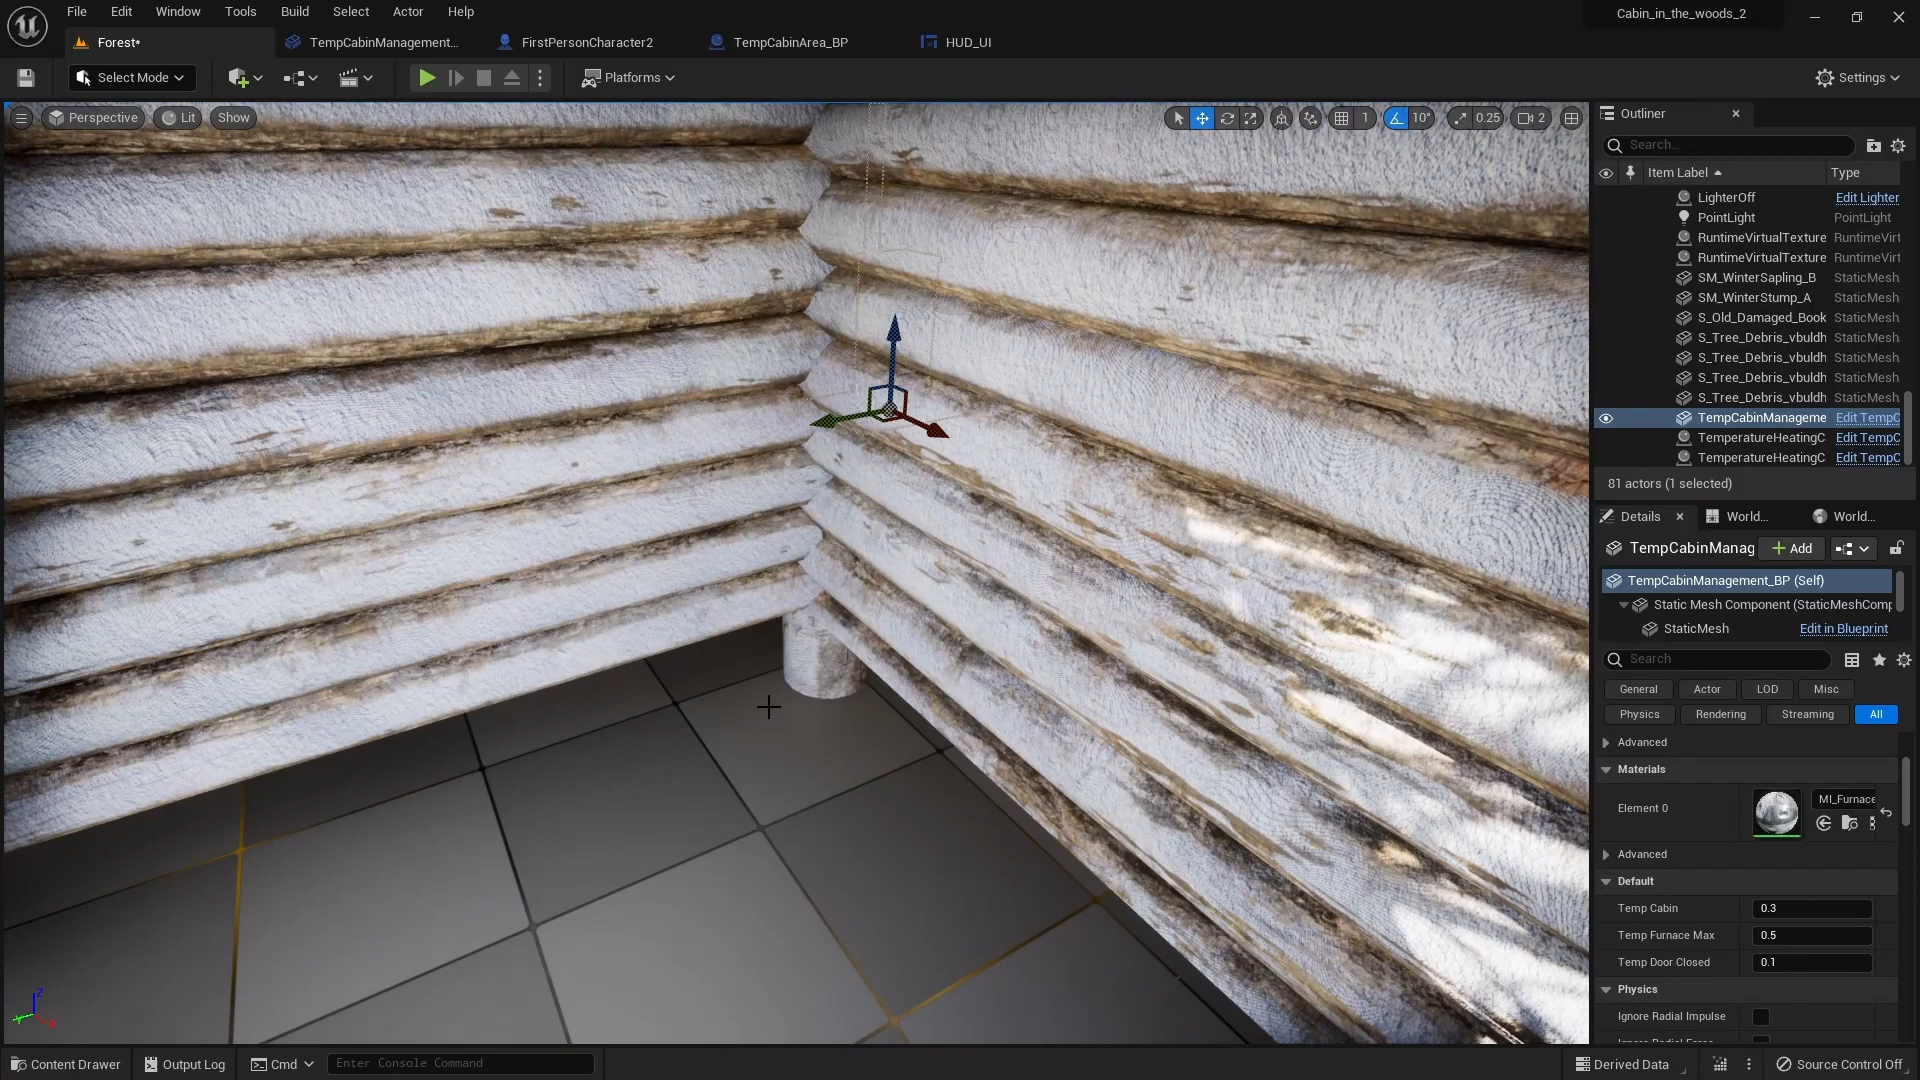 File Edit Window Tools Build Select Actor Help
Cabin_in_the_woods_2
Forest*
TempCabinManagement...
FirstPersonCharacter2
TempCabinArea_BP
HUD_UI
Select Mode
Platforms
Settings
Perspective
Lit
Show
1
10°
0.25
2
Outliner
Search...
Item Label
Type
LighterOff Edit Lighter
PointLight PointLight
RuntimeVirtualTexture RuntimeVirt
RuntimeVirtualTexture RuntimeVirt
SM_WinterSapling_B StaticMesh
SM_WinterStump_A StaticMesh
S_Old_Damaged_Book StaticMesh
S_Tree_Debris_vbuldh StaticMesh
S_Tree_Debris_vbuldh StaticMesh
S_Tree_Debris_vbuldh StaticMesh
S_Tree_Debris_vbuldh StaticMesh
TempCabinManageme Edit TempC
TemperatureHeatingC Edit TempC
TemperatureHeatingC Edit TempC
81 actors (1 selected)
Details
World...
World...
TempCabinManag
Add
TempCabinManagement_BP (Self)
Static Mesh Component (StaticMeshComp
StaticMesh Edit in Blueprint
Search
General Actor LOD Misc
Physics Rendering Streaming All
Advanced
Materials
Element 0
MI_Furnace
Advanced
Default
Temp Cabin 0.3
Temp Furnace Max 0.5
Temp Door Closed 0.1
Physics
Ignore Radial Impulse
Z
Content Drawer
Output Log
Cmd
Enter Console Command
Derived Data
Source Control Off